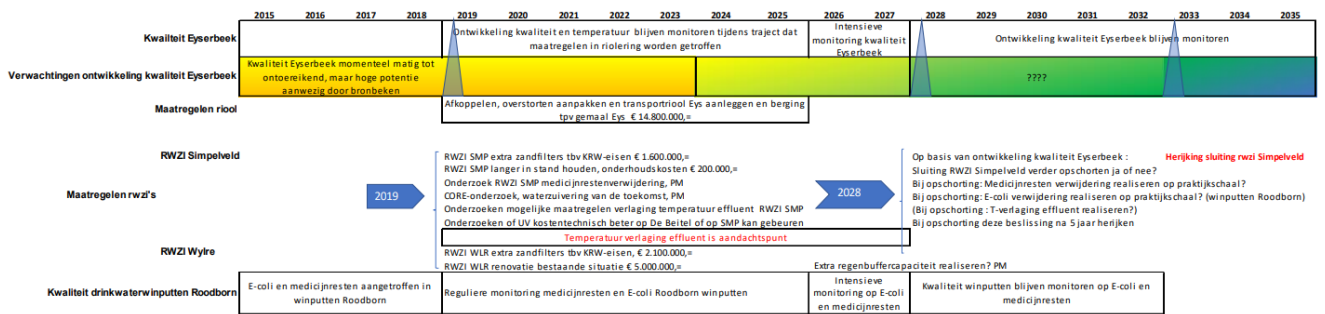 2015 2016 2017 2018 2019 2020 2021 2022 2023 2024 2025 2026 2027 2028 2029 2030 2031 2032 2033 2034 2035
Kwaliteit Eyserbeek
Ontwikkeling kwaliteit en temperatuur blijven monitoren tijdens traject dat
maatregelen in riolering worden getroffen
Intensieve
monitoring kwaliteit
Eyserbeek
Ontwikkeling kwaliteit Eyserbeek blijven monitoren
Verwachtingen ontwikkeling kwaliteit Eyserbeek
Kwaliteit Eyserbeek momenteel matig tot
ontoereikend, maar hoge potentie
aanwezig door bronbeken
????
Maatregelen riool
Afkoppelen, overstorten aanpakken en transportriool Eys aanleggen en berging
tpv gemaal Eys € 14.800.000,=
RWZI Simpelveld
Maatregelen rwzi's
2019
RWZI SMP extra zandfilters tbv KRW-eisen € 1.600.000,=
RWZI SMP langer in stand houden, onderhoudskosten € 200.000,=
Onderzoek RWZI SMP medicijnrestenverwijdering, PM
CORE-onderzoek, waterzuivering van de toekomst, PM
Onderzoeken mogelijke maatregelen verlaging temperatuur effluent RWZI SMP
Onderzoeken of UV kostentechnisch beter op De Beitel of op SMP kan gebeuren
Temperatuur verlaging effluent is aandachtspunt
2028
Op basis van ontwikkeling kwaliteit Eyserbeek : Herijking sluiting rwzi Simpelveld
Sluiting RWZI Simpelveld verder opschorten ja of nee?
Bij opschorting: Medicijnresten verwijdering realiseren op praktijkschaal?
Bij opschorting: E-coli verwijdering realiseren op praktijkschaal? (winputten Roodborn)
(Bij opschorting : T-verlaging effluent realiseren?)
Bij opschorting deze beslissing na 5 jaar herijken
RWZI Wylre
RWZI WLR extra zandfilters tbv KRW-eisen, € 2.100.000,=
RWZI WLR renovatie bestaande situatie € 5.000.000,=
Extra regenbuffercapaciteit realiseren? PM
Kwaliteit drinkwaterwinputten Roodborn
E-coli en medicijnresten aangetroffen in
winputten Roodborn
Reguliere monitoring medicijnresten en E-coli Roodborn winputten
Intensieve
monitoring op E-coli
en medicijnresten
Kwaliteit winputten blijven monitoren op E-coli en
medicijnresten